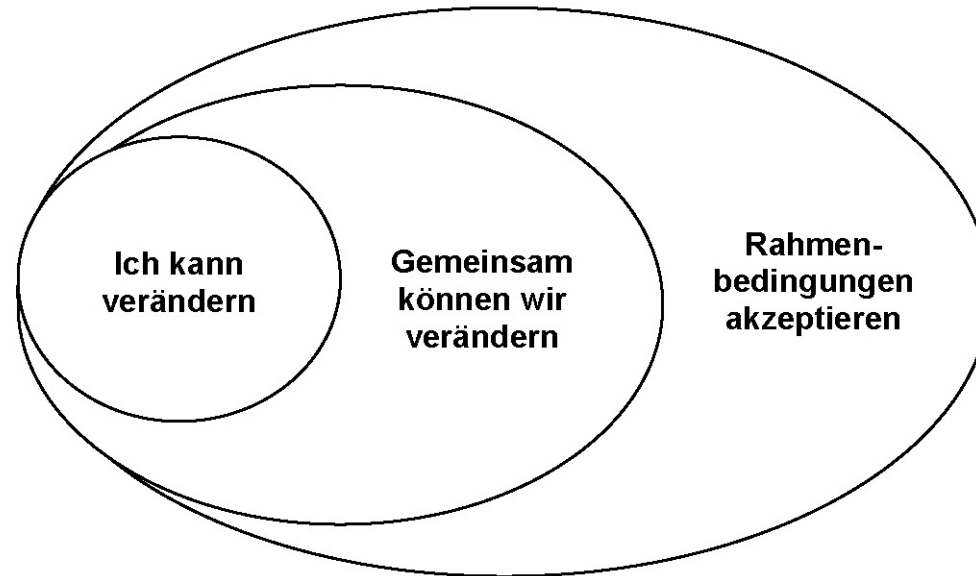 Ich kann
verändern
Gemeinsam
können wir
verändern
Rahmen-
bedingungen
akzeptieren